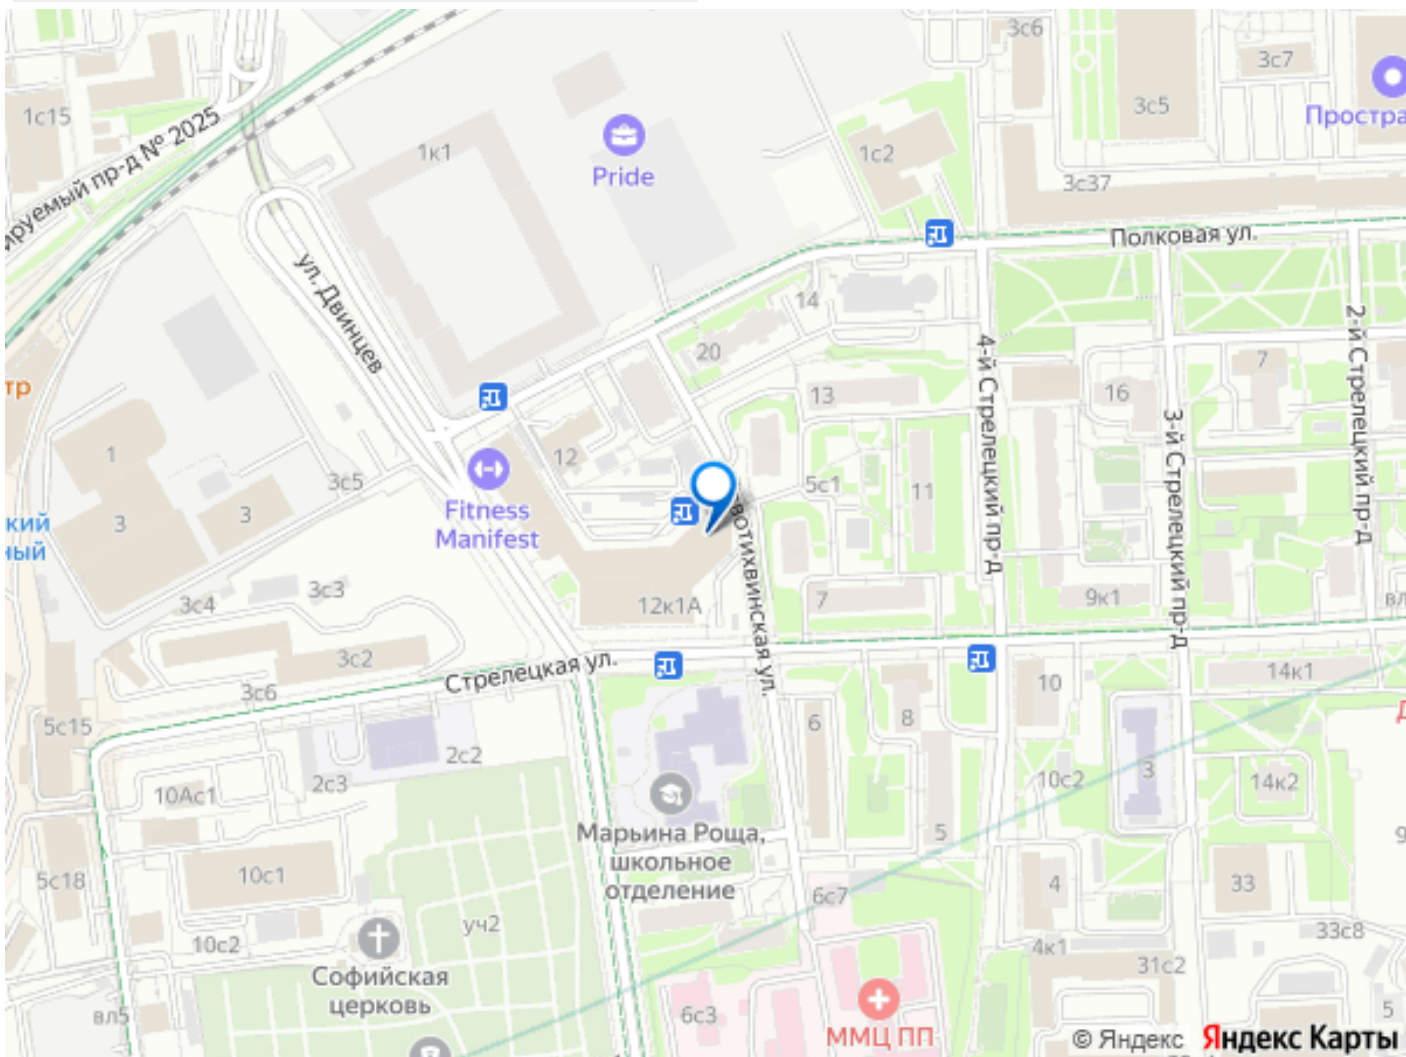 3с6
3с7
1с15
3с5
Простра
ируемый пр-д № 2025
1к1
Pride
1с2
3с37
Полковая ул.
ул. Двинцев
14
20
2-й Стрелецкий пр-д
4-й Стрелецкий пр-д
7
тр
13
16
3-й Стрелецкий пр-д
12
1
3с5
5с1
11
3
3
Fitness
Manifest
кий
ный
вотихвинская ул.
3с3
3с4
12к1А
7
9к1
вл
3с2
Стрелецкая ул.
3с6
10
14к1
5с15
6
8
2с2
2с3
10Ас1
10с2
3
14к2
Марьина Роща,
школьное
отделение
5
9
5с18
10с1
4
33
6с7
уч2
10с2
4к1
33с8
31с2
Софийская
церковь
вл5
6с3
ММЦ ПП
5
© Яндекс Яндекс Карты